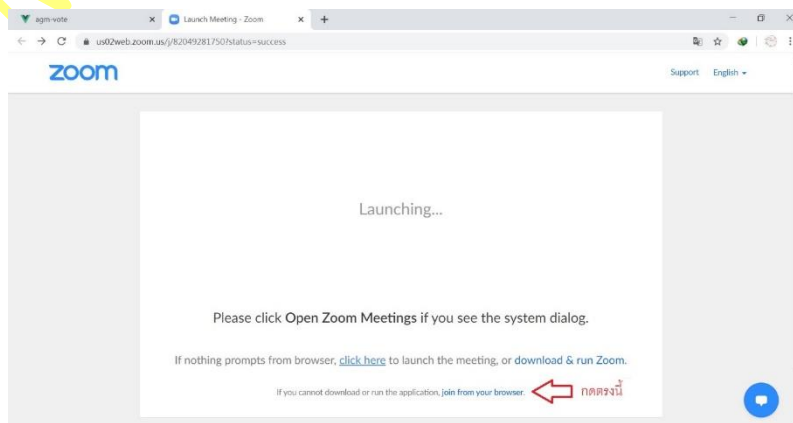 agm-vote
Launch Meeting - Zoom
us02web.zoom.us/j/82049281750?status=success
zoom
Support English
Launching...
Please click Open Zoom Meetings if you see the system dialog.
If nothing prompts from browser, click here to launch the meeting, or download & run Zoom.
If you cannot download or run the application, join from your browser. กดตรงนี้